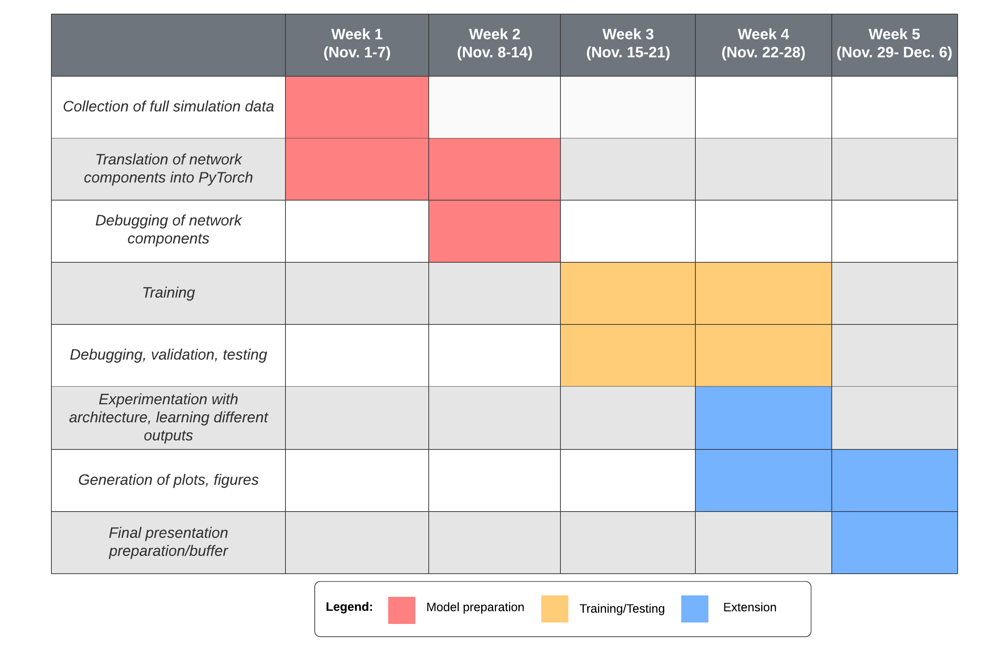 Week 1
(Nov. 1-7)
Week 2
(Nov. 8-14)
Week 3
(Nov. 15-21)
Week 4
(Nov. 22-28)
Week 5
(Nov. 29- Dec. 6)
Collection of full simulation data
Translation of network
components into PyTorch
Debugging of network
components
Training
Debugging, validation, testing
Experimentation with
architecture, learning different
outputs
Generation of plots, figures
Final presentation
preparation/buffer
Legend:
Model preparation
Training/Testing
Extension